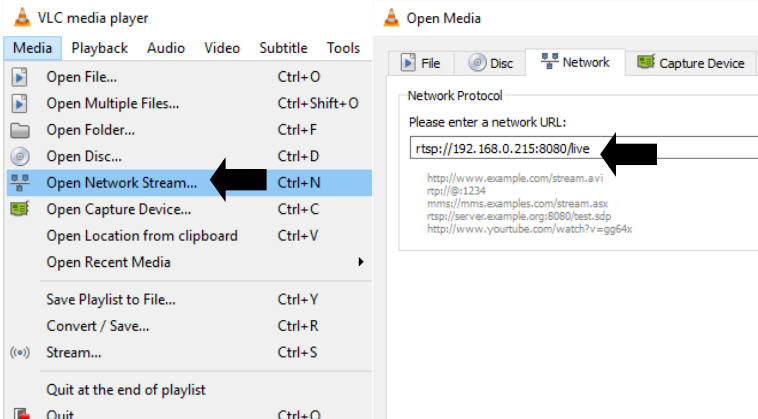 VLC media player
Media Playback Audio Video Subtitle Tools
Open File... Ctrl+O
Open Multiple Files... Ctrl+Shift+O
Open Folder... Ctrl+F
Open Disc... Ctrl+D
Open Network Stream... Ctrl+N
Open Capture Device... Ctrl+C
Open Location from clipboard Ctrl+V
Open Recent Media
Save Playlist to File... Ctrl+Y
Convert / Save... Ctrl+R
Stream... Ctrl+S
Quit at the end of playlist
Quit Ctrl+Q
Open Media
File Disc Network Capture Device
Network Protocol
Please enter a network URL:
rtsp://192.168.0.215:8080/live
http://www.example.com/stream.avi
rtp://@:1234
mms://mms.examples.com/stream.asx
rtsp://server.example.org:8080/test.sdp
http://www.yourtube.com/watch?v=gg64x